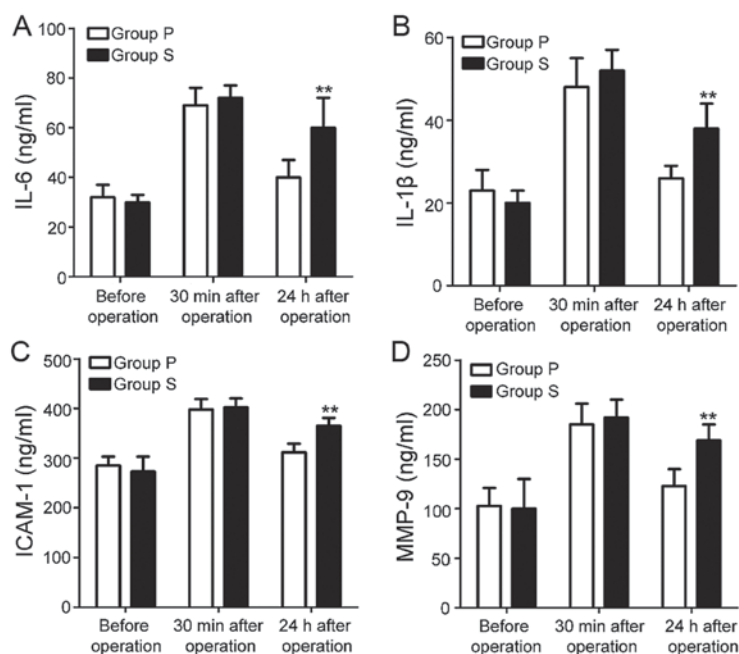 A
Group P
Group S
IL-6 (ng/ml)
100
80
60
40
20
0
**
Before
operation
30 min after
operation
24 h after
operation
B
Group P
Group S
IL-1β (ng/ml)
60
40
20
0
**
Before
operation
30 min after
operation
24 h after
operation
C
Group P
Group S
ICAM-1 (ng/ml)
500
400
300
200
100
0
**
Before
operation
30 min after
operation
24 h after
operation
D
Group P
Group S
MMP-9 (ng/ml)
250
200
150
100
50
0
**
Before
operation
30 min after
operation
24 h after
operation